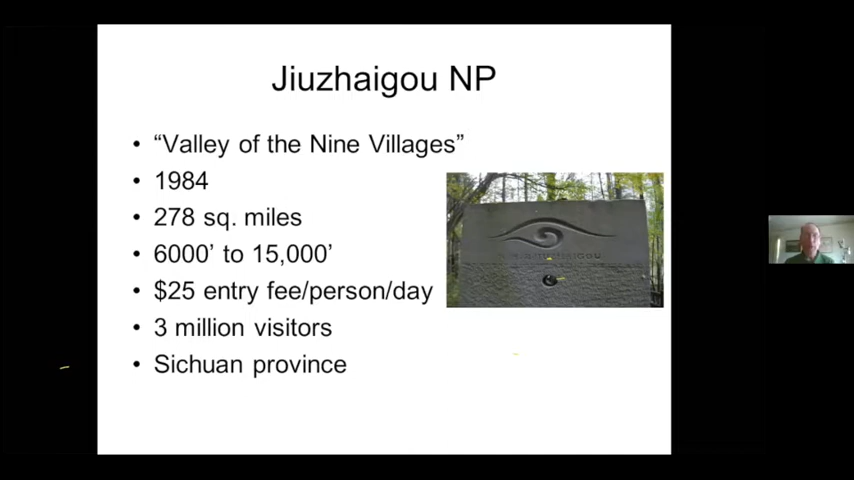 Jiuzhaigou NP
• “Valley of the Nine Villages”
• 1984
• 278 sq. miles
• 6000’ to 15,000’
• $25 entry fee/person/day
• 3 million visitors
• Sichuan province